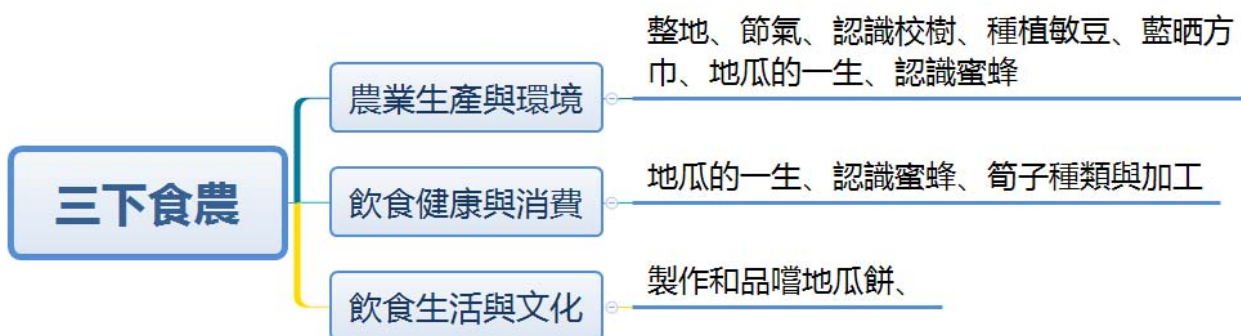 三下食農
農業生產與環境
整地、節氣、認識校樹、種植敏豆、藍晒方
巾、地瓜的一生、認識蜜蜂
飲食健康與消費
地瓜的一生、認識蜜蜂、筍子種類與加工
飲食生活與文化
製作和品嚐地瓜餅、